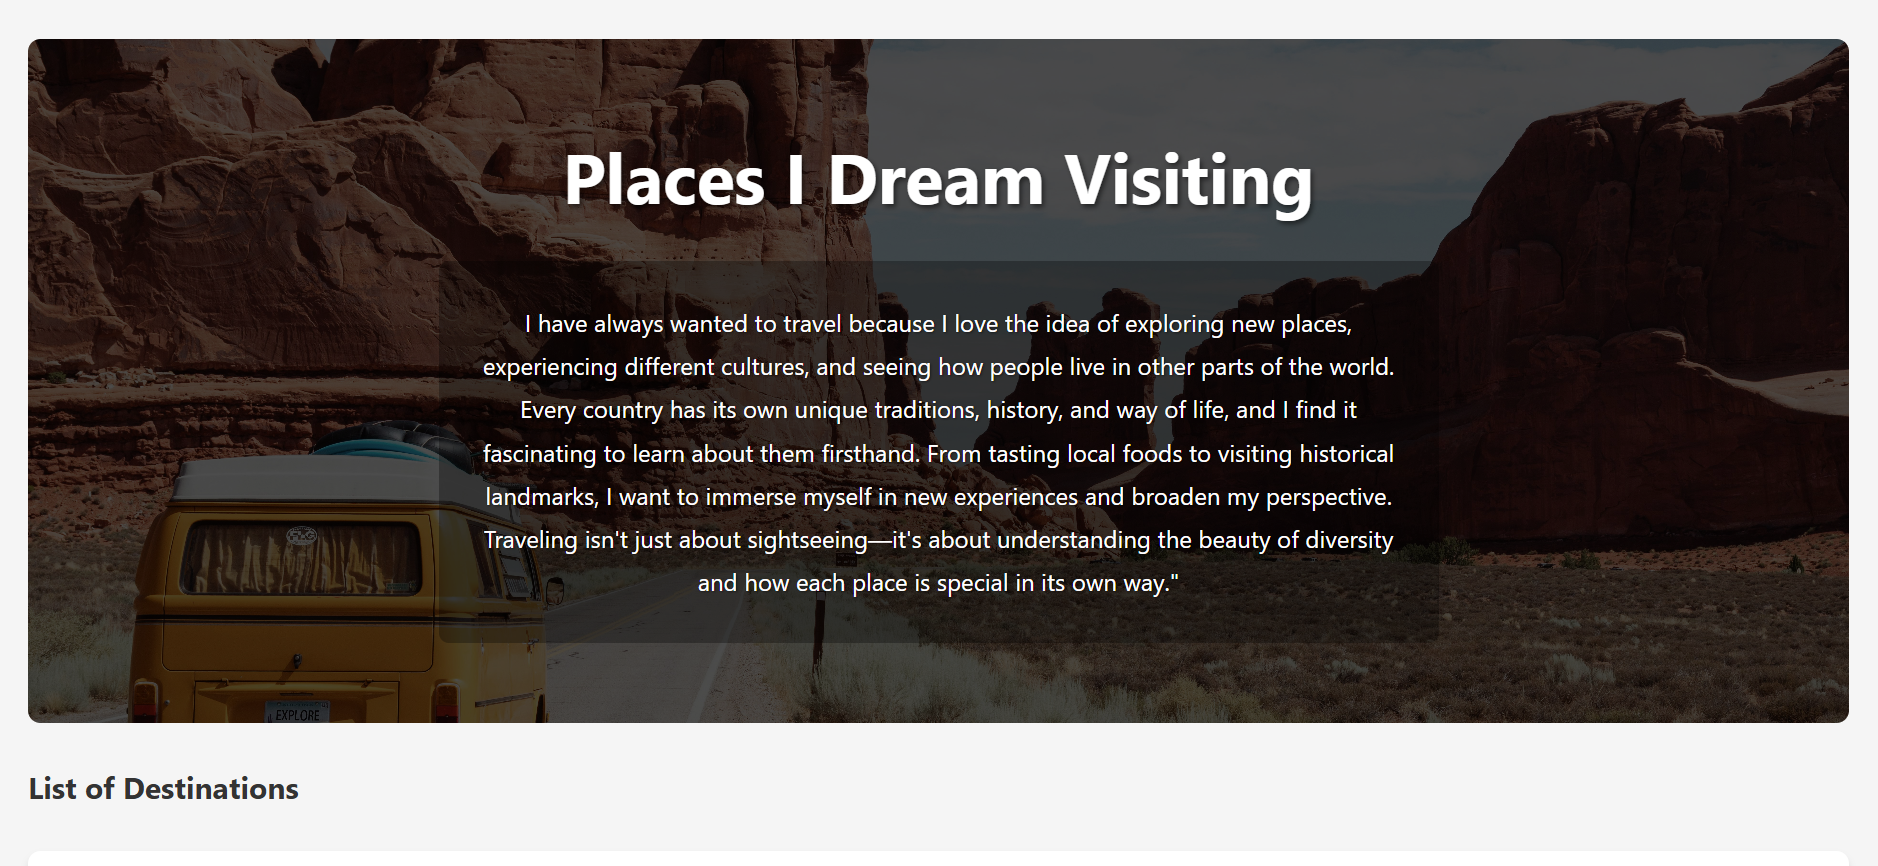 Places I Dream Visiting
I have always wanted to travel because I love the idea of exploring new places,
experiencing different cultures, and seeing how people live in other parts of the world.
Every country has its own unique traditions, history, and way of life, and I find it
fascinating to learn about them firsthand. From tasting local foods to visiting historical
landmarks, I want to immerse myself in new experiences and broaden my perspective.
Traveling isn't just about sightseeing—it's about understanding the beauty of diversity
and how each place is special in its own way."
EXPLORE
List of Destinations